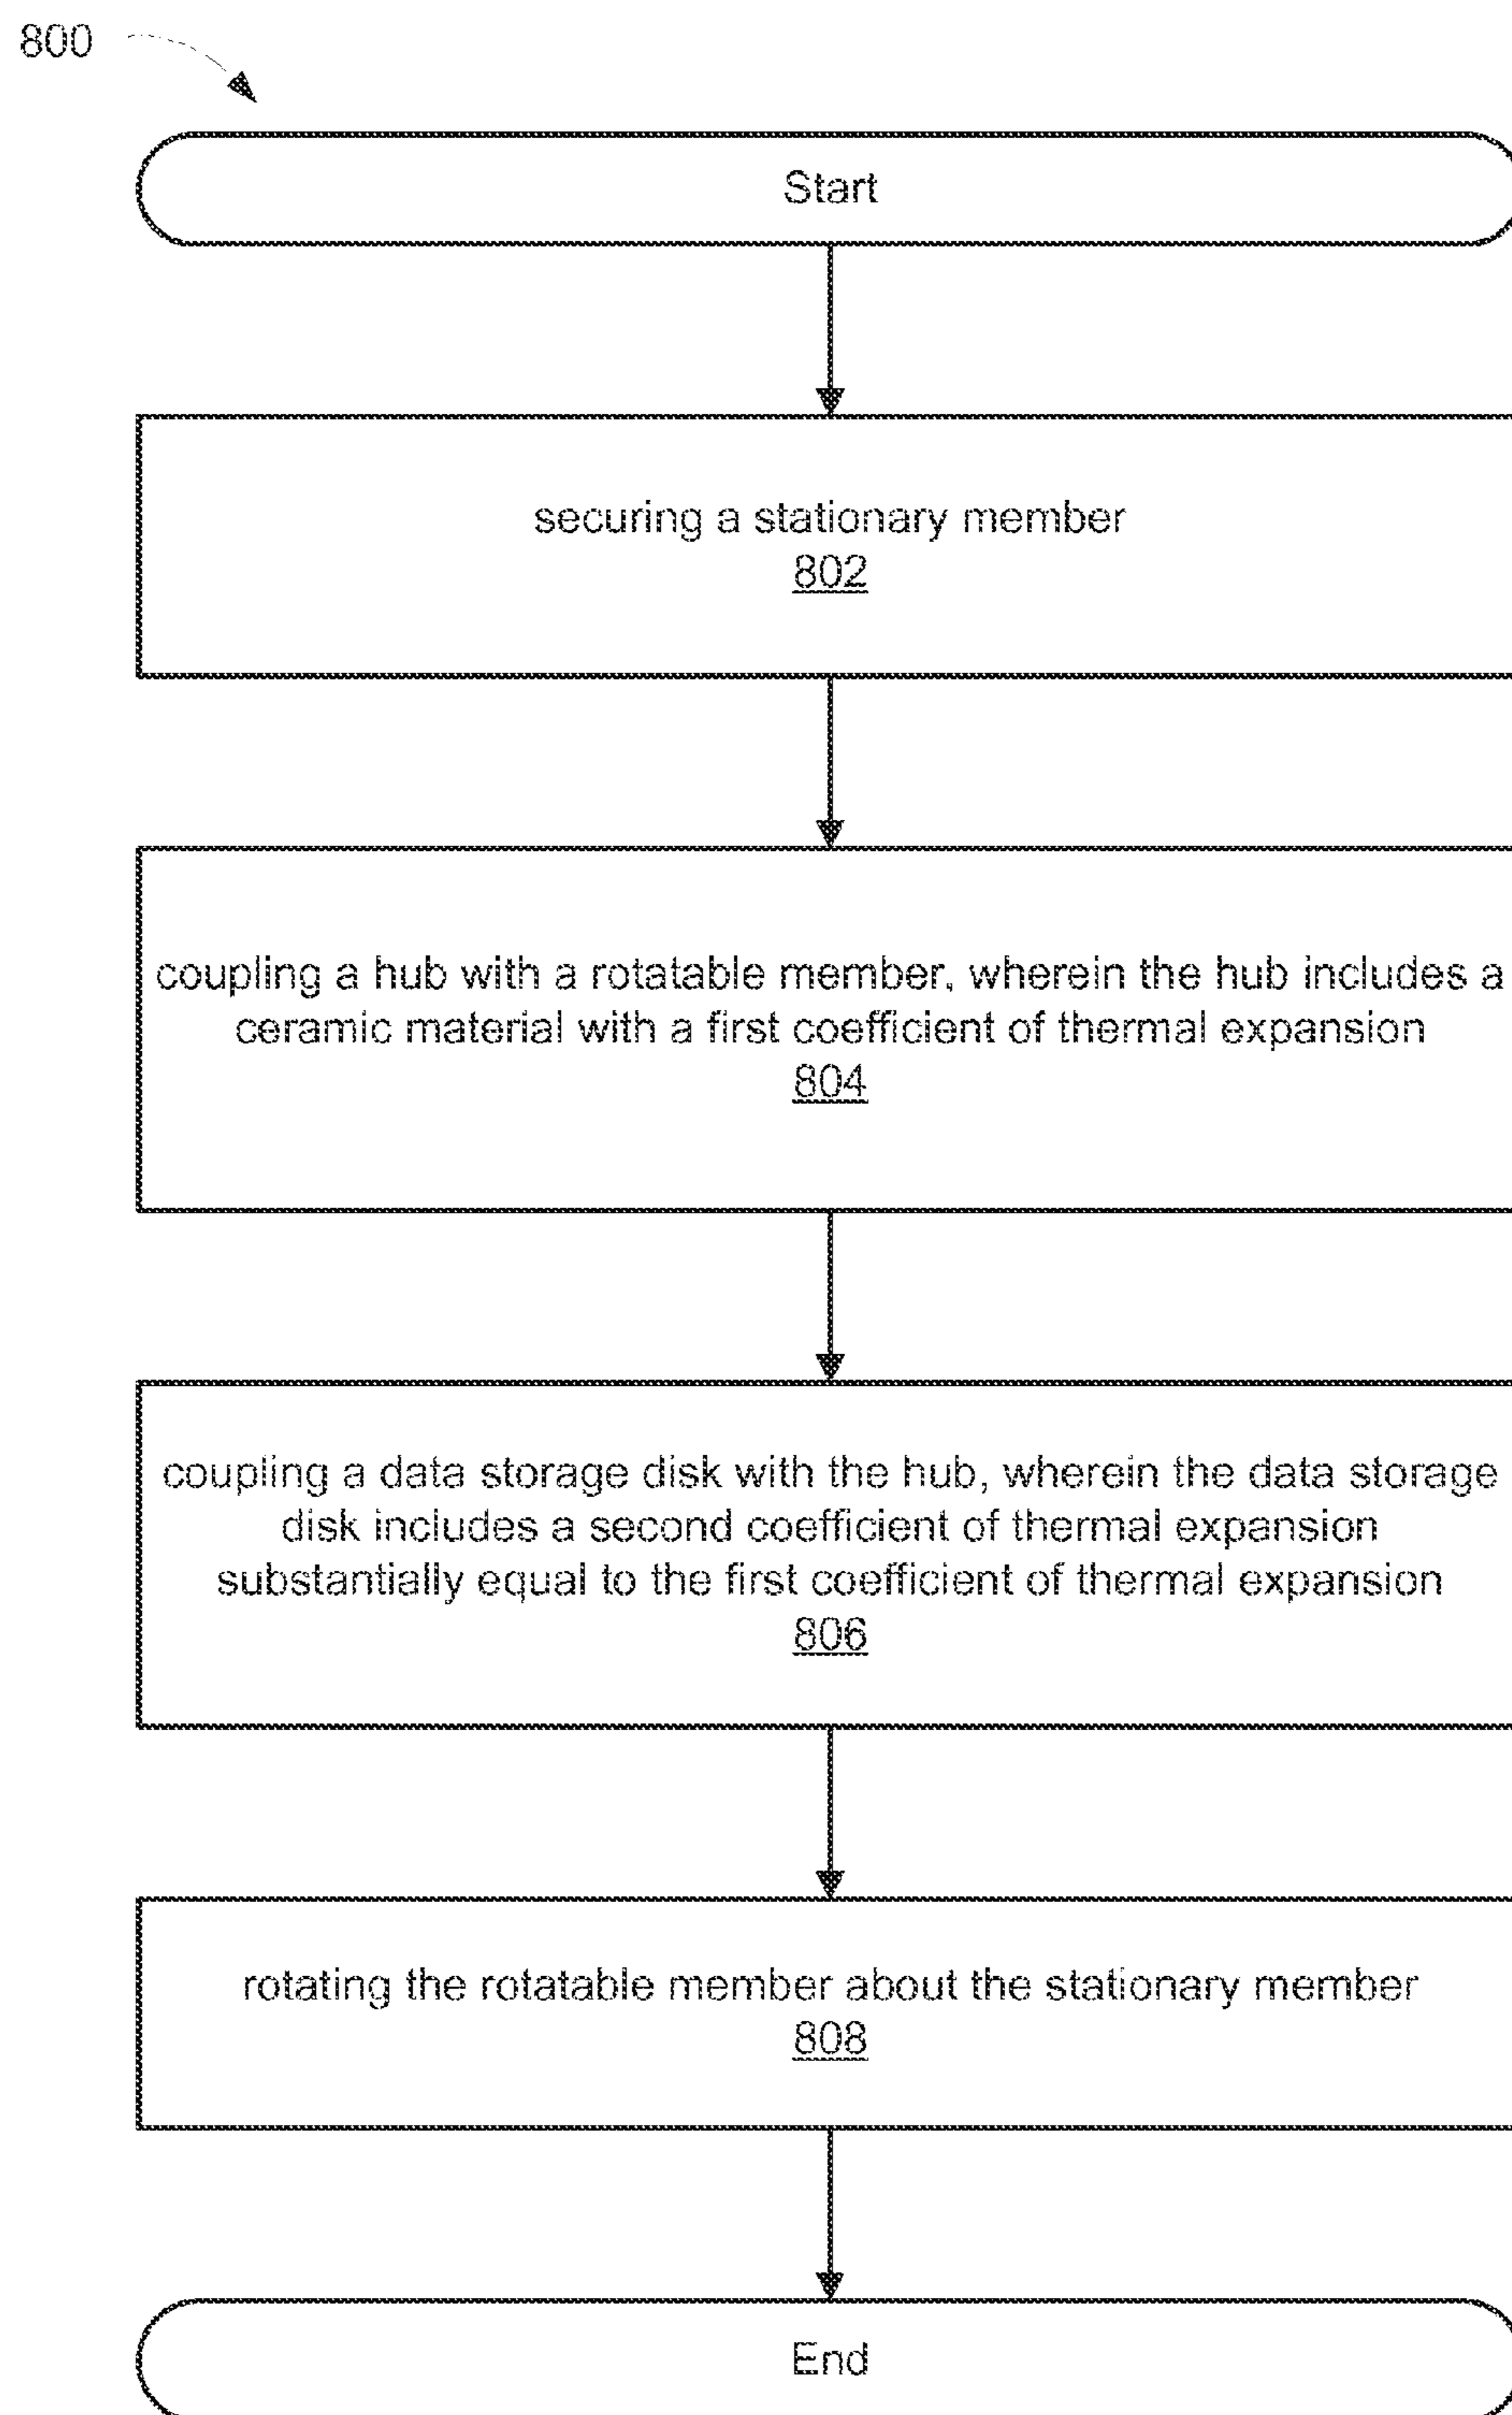 800
Start
securing a stationary member
802
coupling a hub with a rotatable member, wherein the hub includes a
ceramic material with a first coefficient of thermal expansion
804
coupling a data storage disk with the hub, wherein the data storage
disk includes a second coefficient of thermal expansion
substantially equal to the first coefficient of thermal expansion
806
rotating the rotatable member about the stationary member
808
End